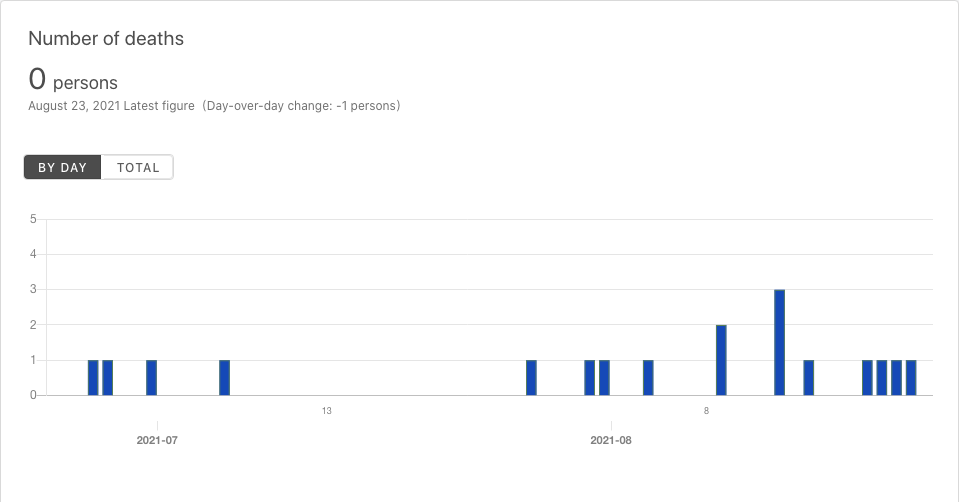 Number of deaths
0 persons
August 23, 2021 Latest figure (Day-over-day change: -1 persons)
BY DAY TOTAL
5
4
3
2
1
0
13 8
2021-07 2021-08